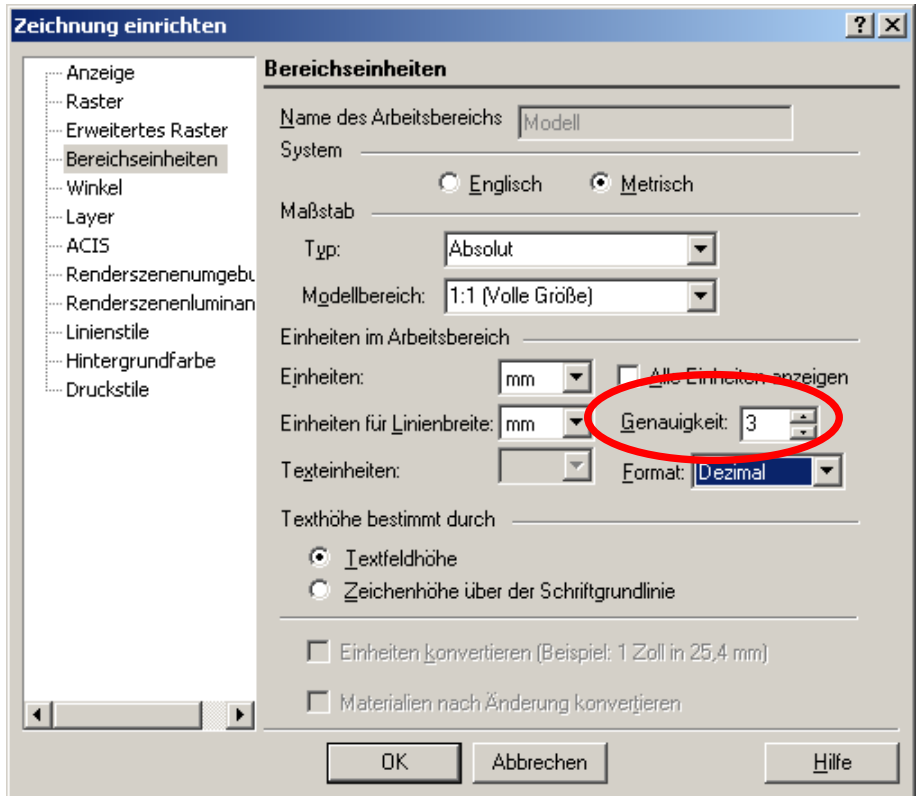 Zeichnung einrichten
Anzeige
Raster
Erweitertes Raster
Bereichseinheiten
Winkel
Layer
ACIS
Renderszenenumgebu
Renderszenenluminan
Linienstile
Hintergrundfarbe
Druckstile
Bereichseinheiten
Name des Arbeitsbereichs Modell
System
Englisch Metrisch
Maßstab
Typ: Absolut
Modellbereich: 1:1 (Volle Größe)
Einheiten im Arbeitsbereich
Einheiten: mm Alle Einheiten anzeigen
Einheiten für Linienbreite: mm Genauigkeit: 3
Texteinheiten: Format: Dezimal
Texthöhe bestimmt durch
Textfeldhöhe
Zeichenhöhe über der Schriftgrundlinie
Einheiten konvertieren (Beispiel: 1 Zoll in 25,4 mm)
Materialien nach Änderung konvertieren
OK Abbrechen Hilfe